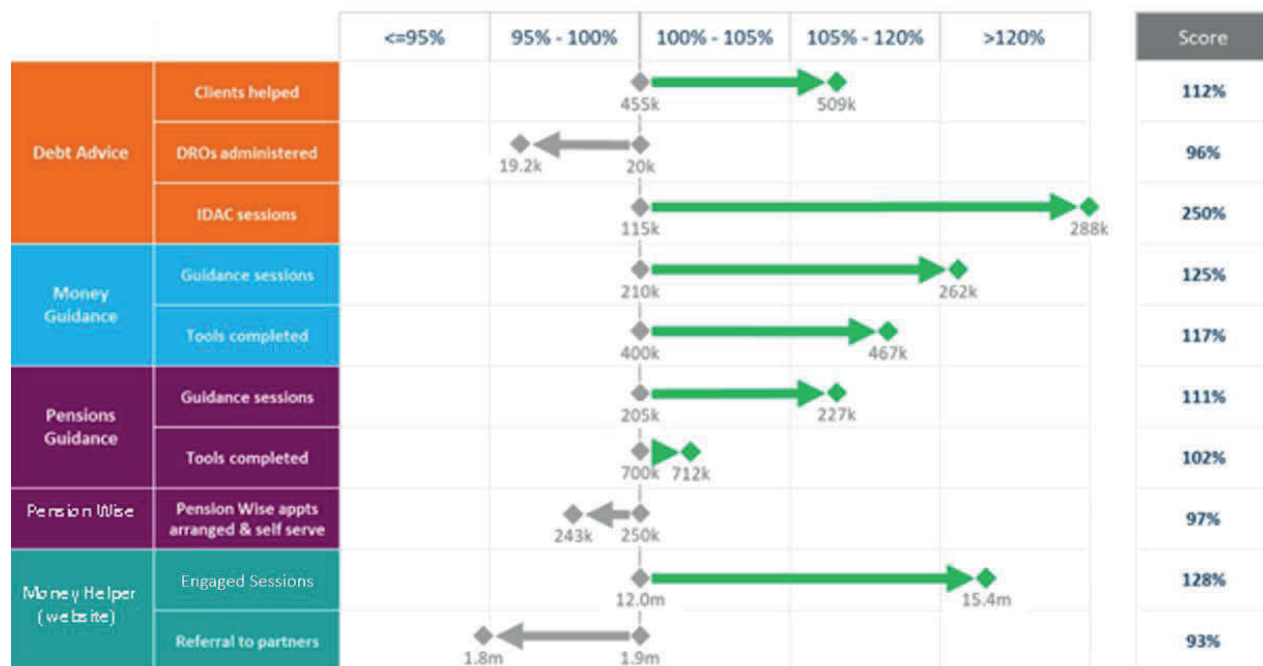 <=95% 95% - 100% 100% - 105% 105% - 120% >120% Score
Debt Advice
Clients helped
455k 509k
112%
DROs administered
19.2k 20k
96%
IDAC sessions
115k 288k
250%
Money
Guidance
Guidance sessions
210k 262k
125%
Tools completed
400k 467k
117%
Pensions
Guidance
Guidance sessions
205k 227k
111%
Tools completed
700k 712k
102%
Pension Wise
Pension Wise appts
arranged & self serve
243k 250k
97%
Money Helper
(website)
Engaged Sessions
12.0m 15.4m
128%
Referral to partners
1.8m 1.9m
93%